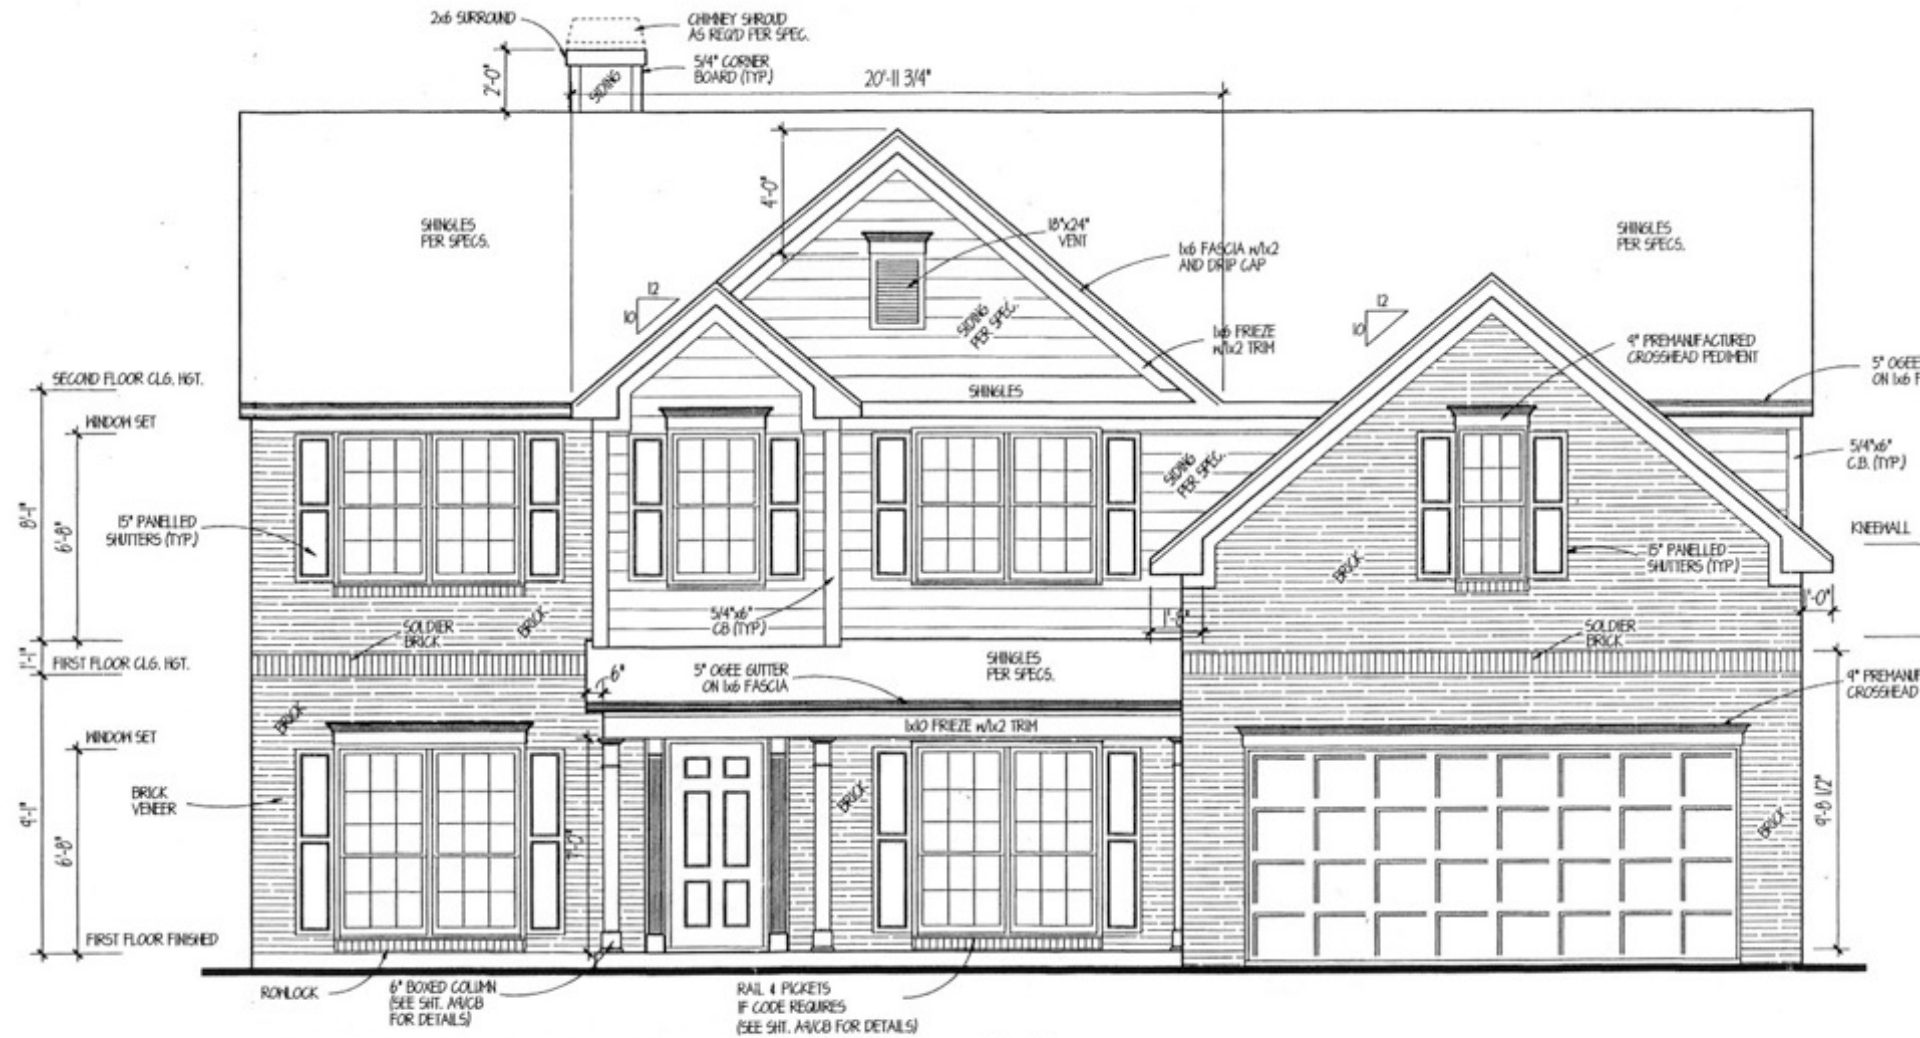 2x6 SURROUND
CHIMNEY SHROUD
AS REQ'D PER SPEC.
5/4" CORNER
BOARD (TYP.)
SIDING
2'-0"
20'-11 3/4"
4'-0"
SHINGLES
PER SPECS.
18"x24"
VENT
1x6 FASCIA w/1x2
AND DRIP CAP
SHINGLES
PER SPECS.
12
10
SIDING
PER SPEC.
1x6 FRIEZE
w/1x2 TRIM
12
10
9" PREMANUFACTURED
CROSSHEAD PEDIMENT
5" OGEE
ON 1x6 F
SECOND FLOOR CLG. HGT.
SHINGLES
WINDOW SET
8'-1"
6'-8"
15" PANELLED
SHUTTERS (TYP.)
SIDING
PER SPEC.
5/4"x6"
C.B. (TYP.)
KNEEWALL
BRICK
15" PANELLED
SHUTTERS (TYP.)
1'-0"
BRICK
5/4"x6"
CB (TYP.)
1'-8"
SOLDIER
BRICK
SOLDIER
BRICK
1'-1"
FIRST FLOOR CLG. HGT.
5" OGEE GUTTER
ON 1x6 FASCIA
SHINGLES
PER SPECS.
9" PREMANUF
CROSSHEAD
BRICK
1x10 FRIEZE w/1x2 TRIM
WINDOW SET
9'-1"
6'-8"
BRICK
VENEER
BRICK
9'-8 1/2"
BRICK
FIRST FLOOR FINISHED
ROWLOCK
6" BOXED COLUMN
(SEE SHT. A9/CB
FOR DETAILS)
RAIL & PICKETS
IF CODE REQUIRES
(SEE SHT. A9/CB FOR DETAILS)